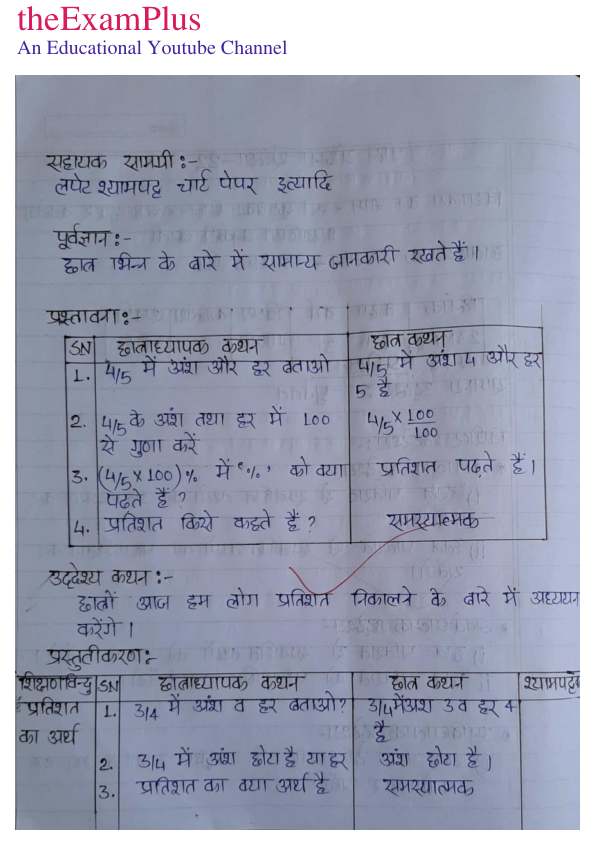 theExamPlus
An Educational Youtube Channel
सहायक सामग्री :-
लपेट श्यामपट्ट चार्ट पेपर इत्यादि
पूर्वज्ञान :-
छात्र भिन्न के बारे में सामान्य जानकारी रखते हैं।
प्रस्तावना :-
SN छात्राध्यापक कथन छात्र कथन
1. 4/5 में अंश और हर बताओ 4/5 में अंश 4 और हर
5 है
2. 4/5 के अंश तथा हर में 100 4/5 × 100/100
से गुणा करें
3. (4/5 × 100)% में '%' को क्या प्रतिशत पढ़ते हैं।
पढ़ते हैं?
4. प्रतिशत किसे कहते हैं? समस्यात्मक
उद्देश्य कथन :-
छात्रों आज हम लोग प्रतिशत निकालने के बारे में अध्ययन
करेंगे।
प्रस्तुतीकरण :-
शिक्षणविन्दु SN छात्राध्यापक कथन छात्र कथन
प्रतिशत 1. 3/4 में अंश व हर बताओ? 3/4 में अंश 3 व हर 4
का अर्थ है
2. 3/4 में अंश छोटा है या हर अंश छोटा है।
3. प्रतिशत का क्या अर्थ है समस्यात्मक